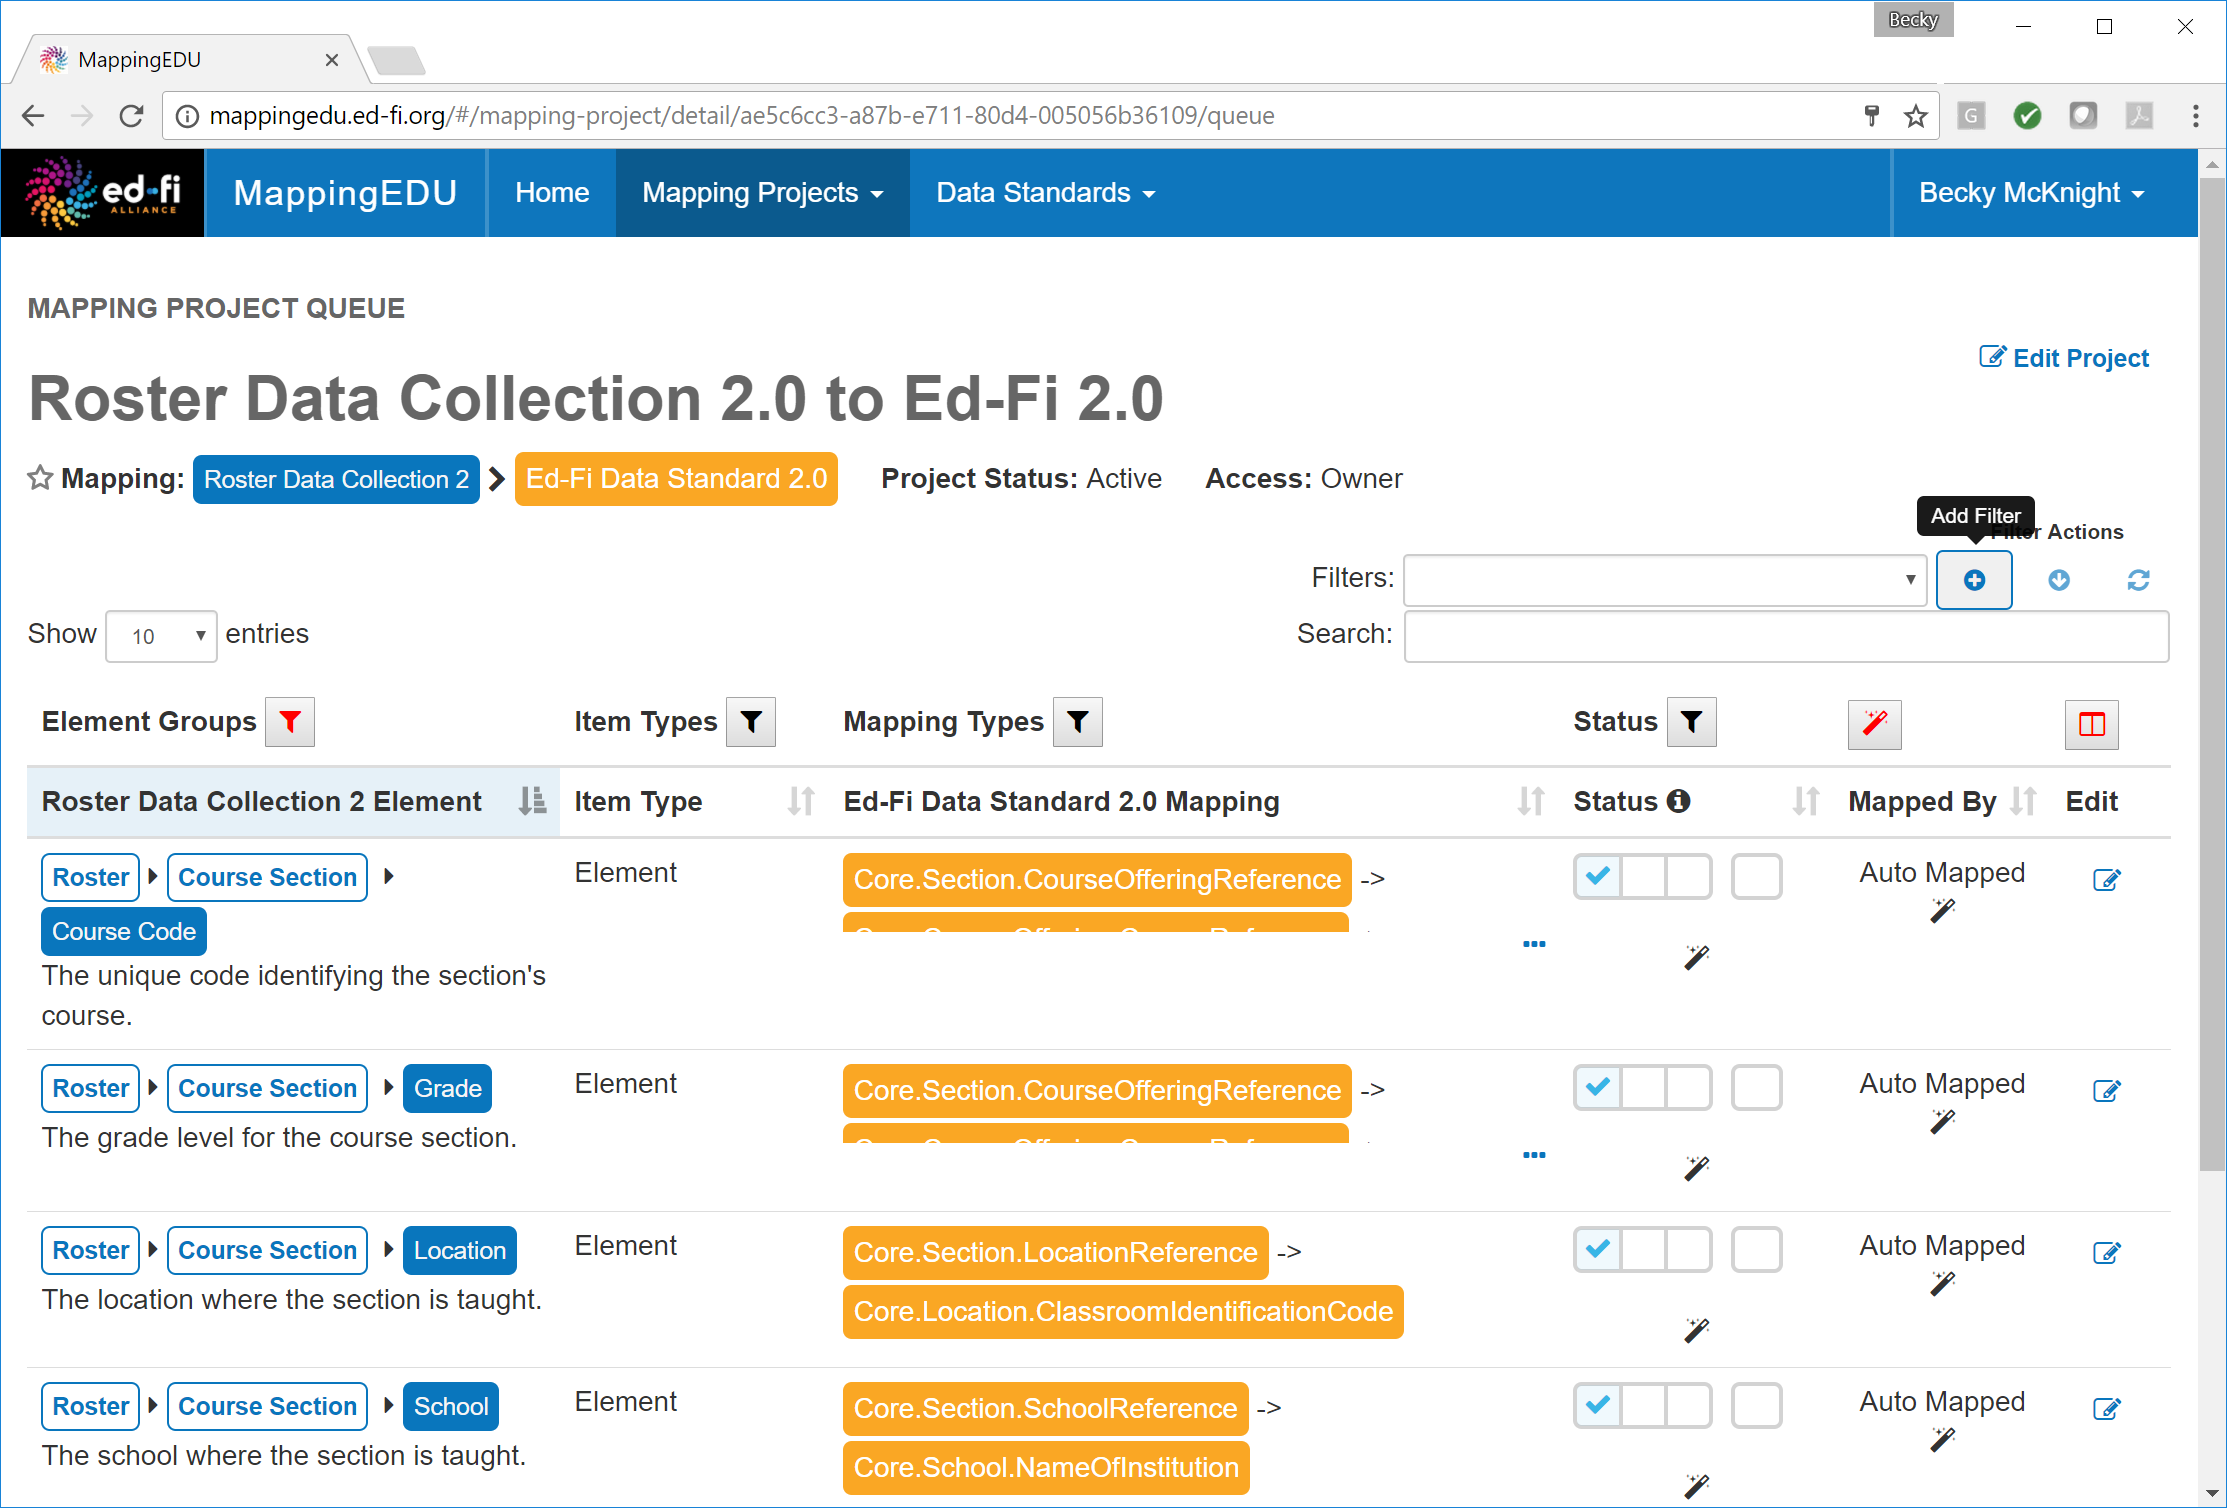 Becky
MappingEDU
mappingedu.ed-fi.org/#/mapping-project/detail/ae5c6cc3-a87b-e711-80d4-005056b36109/queue
G
ed-fi
ALLIANCE
MappingEDU Home Mapping Projects Data Standards Becky McKnight
MAPPING PROJECT QUEUE
Edit Project
Roster Data Collection 2.0 to Ed-Fi 2.0
Mapping: Roster Data Collection 2 Ed-Fi Data Standard 2.0 Project Status: Active Access: Owner
Add Filter
Filter Actions
Filters:
Show 10 entries
Search:
Element Groups Item Types Mapping Types Status
Roster Data Collection 2 Element Item Type Ed-Fi Data Standard 2.0 Mapping Status Mapped By Edit
Roster Course Section Element Core.Section.CourseOfferingReference -> Auto Mapped
Course Code
The unique code identifying the section's
course.
Roster Course Section Grade Element Core.Section.CourseOfferingReference -> Auto Mapped
The grade level for the course section.
Roster Course Section Location Element Core.Section.LocationReference -> Auto Mapped
The location where the section is taught. Core.Location.ClassroomIdentificationCode
Roster Course Section School Element Core.Section.SchoolReference -> Auto Mapped
The school where the section is taught. Core.School.NameOfInstitution